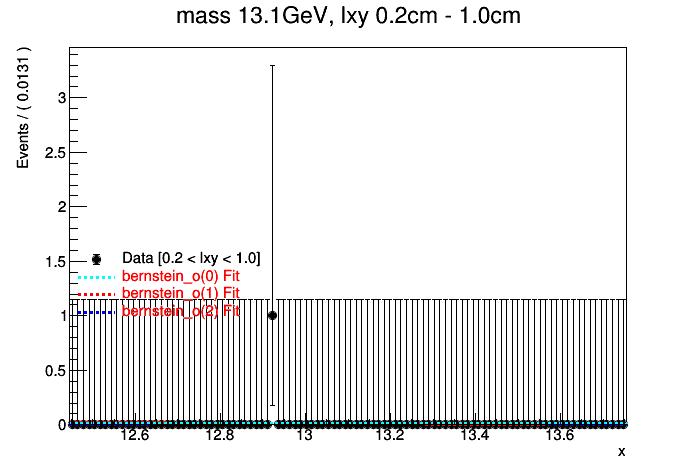 mass 13.1GeV, lxy 0.2cm - 1.0cm
Events / ( 0.0131 )
3
2.5
2
1.5
1
0.5
0
Data [0.2 < lxy < 1.0]
bernstein_o(0) Fit
bernstein_o(1) Fit
bernstein_o(2) Fit
12.6 12.8 13 13.2 13.4 13.6
x